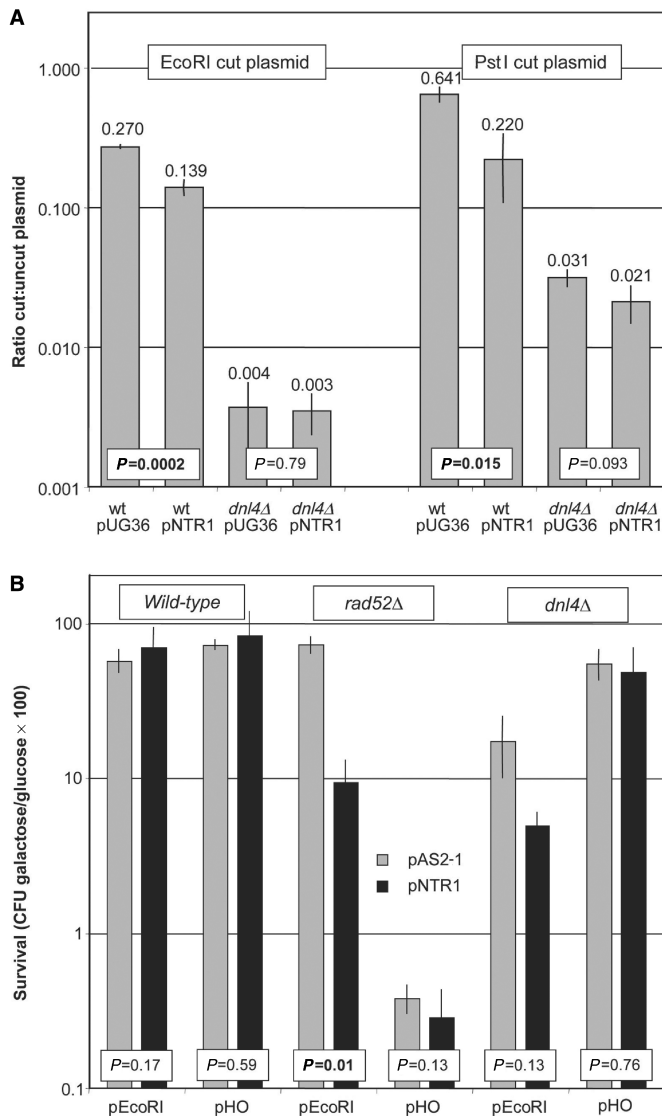 A
EcoRI cut plasmid
PstI cut plasmid
Ratio cut:uncut plasmid
1.000
0.100
0.010
0.001
0.270
0.139
0.004
0.003
0.641
0.220
0.031
0.021
P=0.0002
P=0.79
P=0.015
P=0.093
wt pUG36
wt pNTR1
dnl4Δ pUG36
dnl4Δ pNTR1
wt pUG36
wt pNTR1
dnl4Δ pUG36
dnl4Δ pNTR1
B
Wild-type
rad52Δ
dnl4Δ
Survival (CFU galactose/glucose × 100)
100
10
1
0.1
pAS2-1
pNTR1
P=0.17
P=0.59
P=0.01
P=0.13
P=0.13
P=0.76
pEcoRI
pHO
pEcoRI
pHO
pEcoRI
pHO